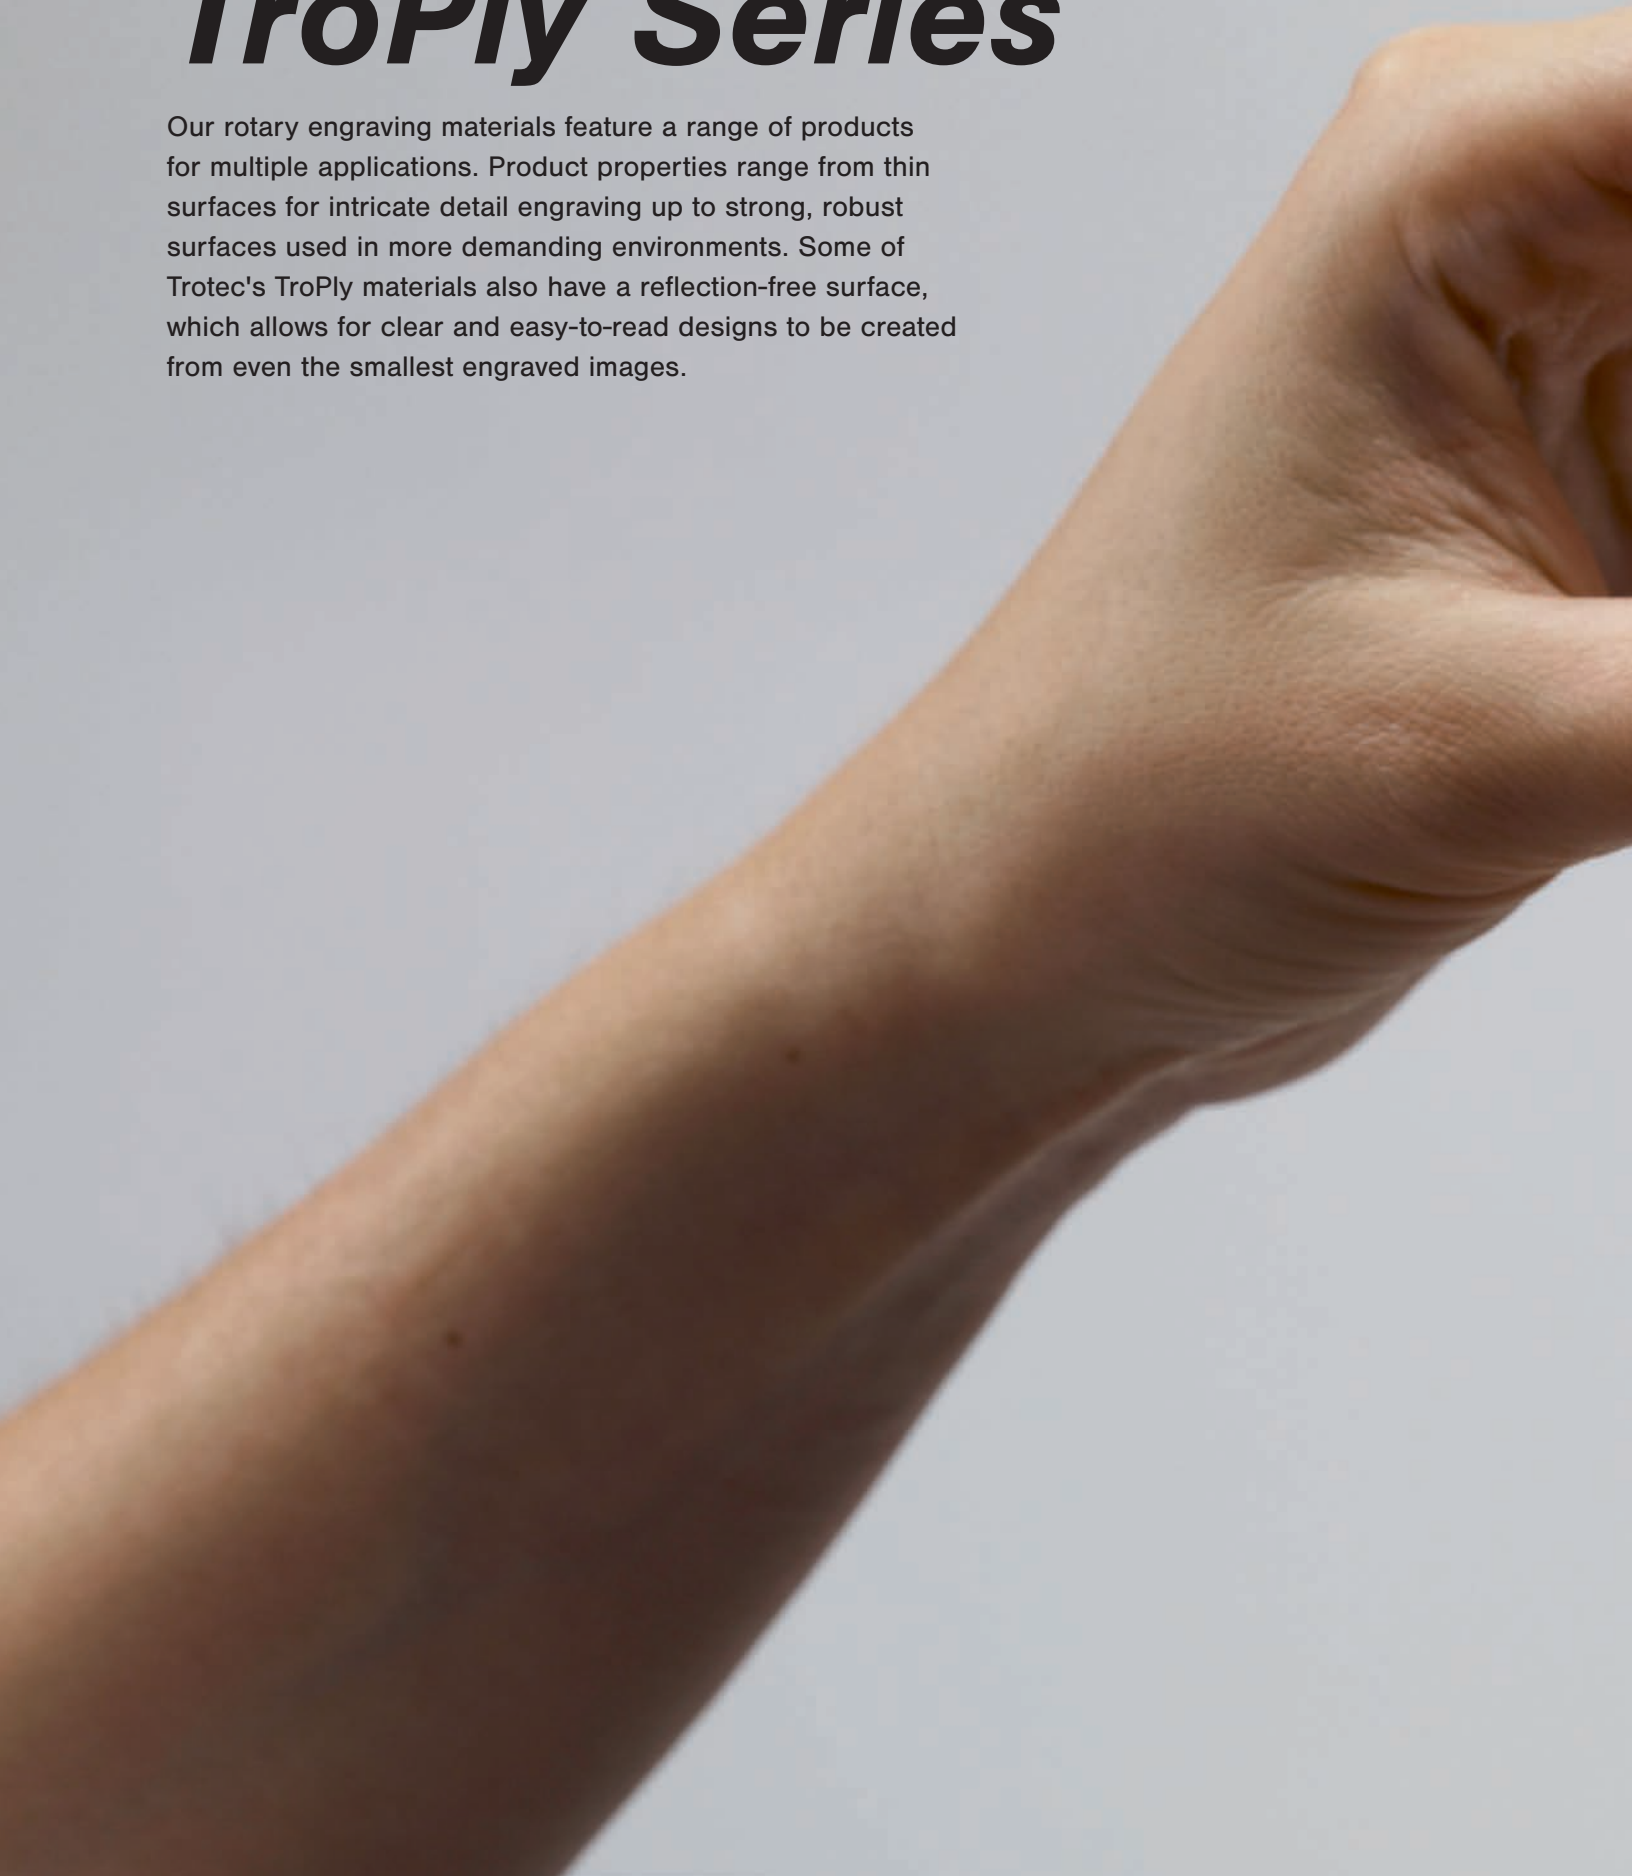 TroPly Series
Our rotary engraving materials feature a range of products
for multiple applications. Product properties range from thin
surfaces for intricate detail engraving up to strong, robust
surfaces used in more demanding environments. Some of
Trotec's TroPly materials also have a reflection-free surface,
which allows for clear and easy-to-read designs to be created
from even the smallest engraved images.